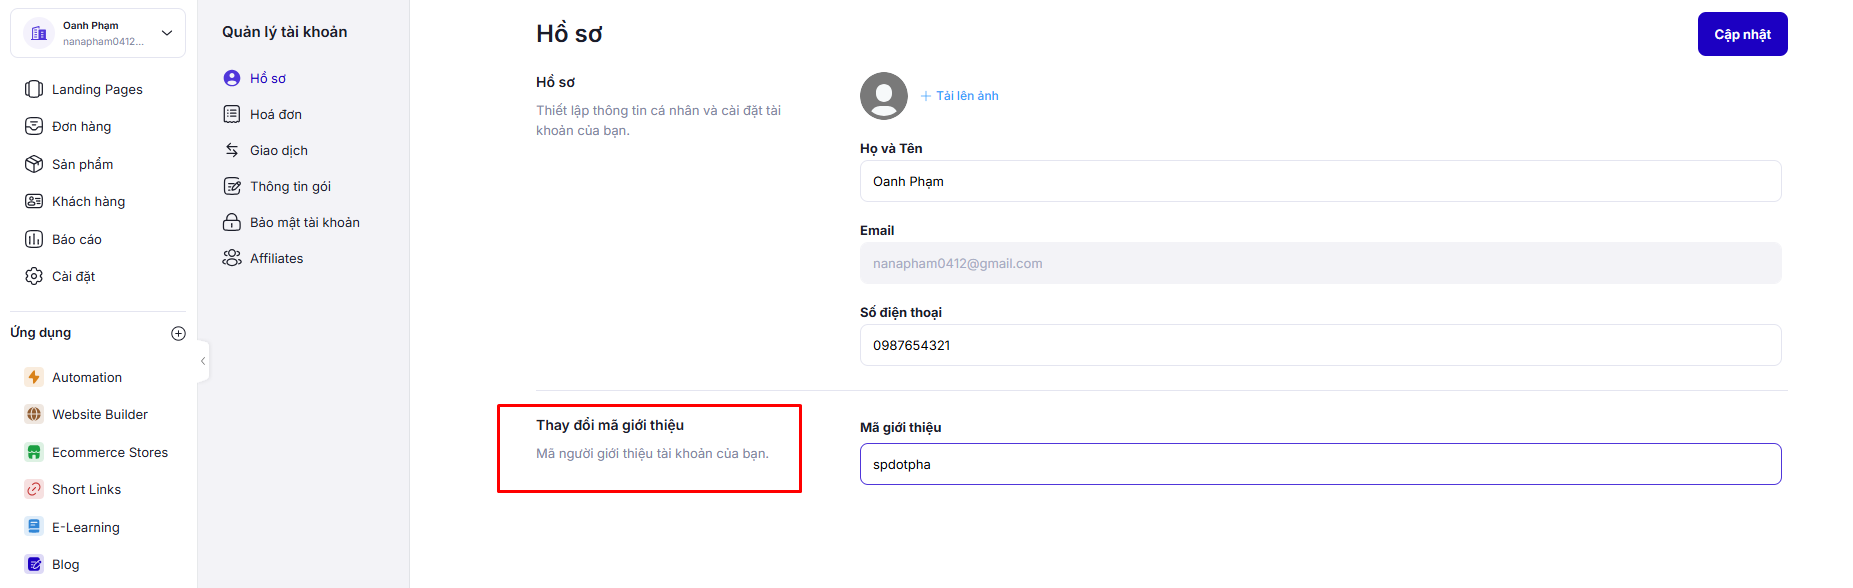 Oanh Phạm
nanapham0412...
Landing Pages
Đơn hàng
Sản phẩm
Khách hàng
Báo cáo
Cài đặt
Ứng dụng
Automation
Website Builder
Ecommerce Stores
Short Links
E-Learning
Blog
Quản lý tài khoản
Hồ sơ
Hoá đơn
Giao dịch
Thông tin gói
Bảo mật tài khoản
Affiliates
Hồ sơ
Cập nhật
Hồ sơ
Thiết lập thông tin cá nhân và cài đặt tài
khoản của bạn.
Tải lên ảnh
Họ và Tên
Oanh Phạm
Email
nanapham0412@gmail.com
Số điện thoại
0987654321
Thay đổi mã giới thiệu
Mã người giới thiệu tài khoản của bạn.
Mã giới thiệu
spdotpha